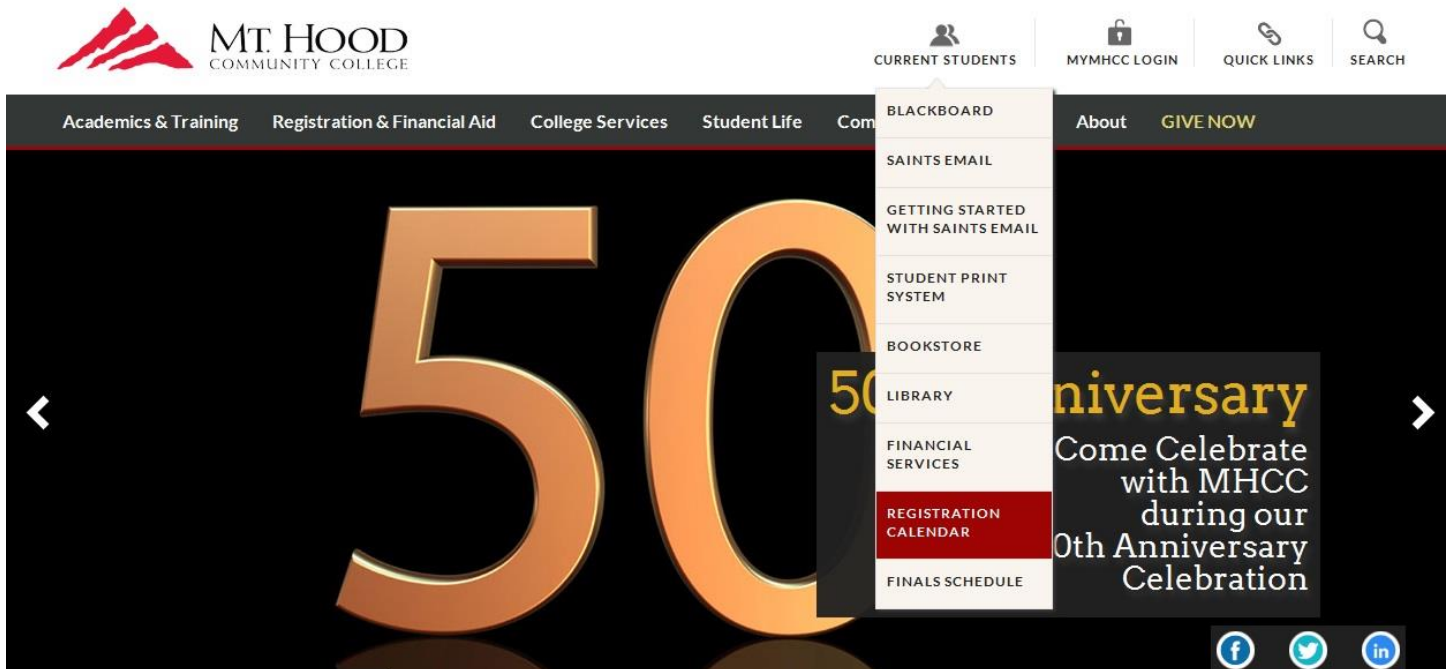 MT. HOOD
COMMUNITY COLLEGE
CURRENT STUDENTS
MYMHCC LOGIN
QUICK LINKS
SEARCH
Academics & Training Registration & Financial Aid College Services Student Life Com About GIVE NOW
BLACKBOARD
SAINTS EMAIL
GETTING STARTED
WITH SAINTS EMAIL
STUDENT PRINT
SYSTEM
BOOKSTORE
LIBRARY
FINANCIAL
SERVICES
REGISTRATION
CALENDAR
FINALS SCHEDULE
50
50 niversary
Come Celebrate
with MHCC
during our
0th Anniversary
Celebration
f
in